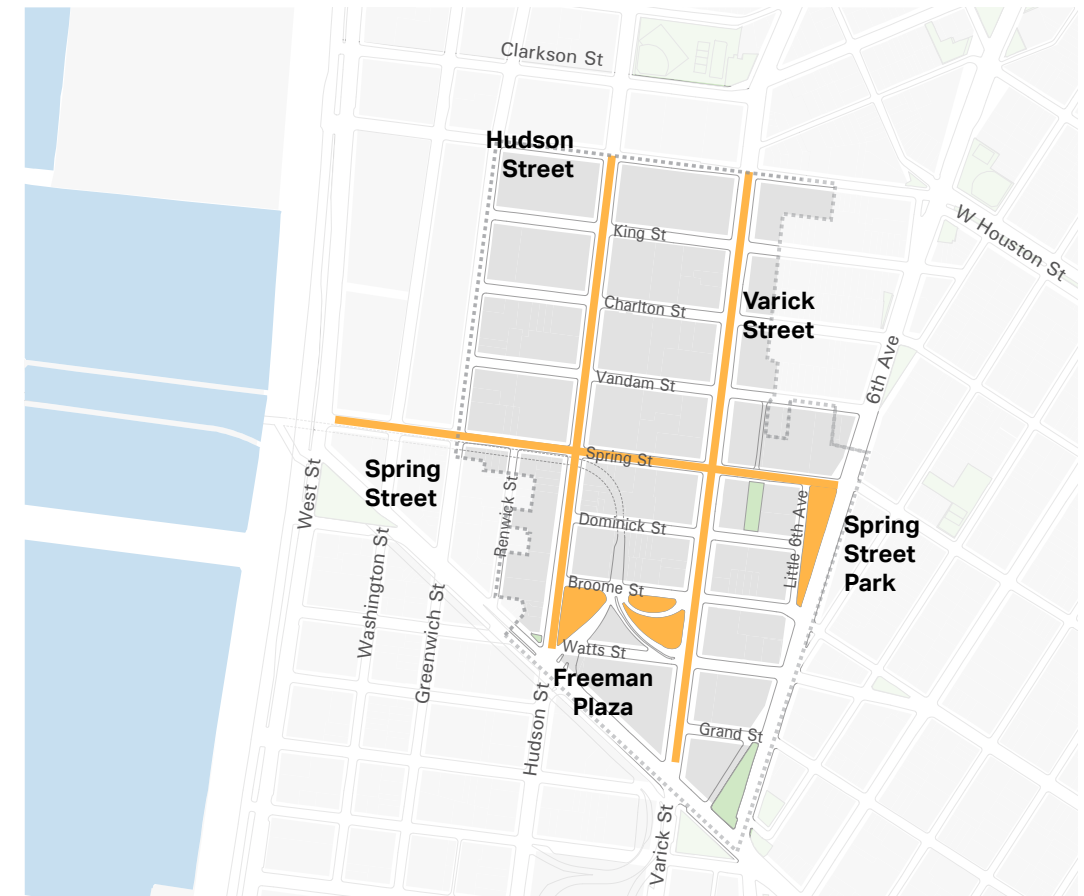 Clarkson St
Hudson
Street
King St
W Houston St
Charlton St
Varick
Street
6th Ave
Vandam St
Spring St
Spring
Street
West St
Renwick St
Dominick St
Little 6th Ave
Spring
Street
Park
Washington St
Greenwich St
Broome St
Watts St
Freeman
Plaza
Hudson St
Grand St
Varick St